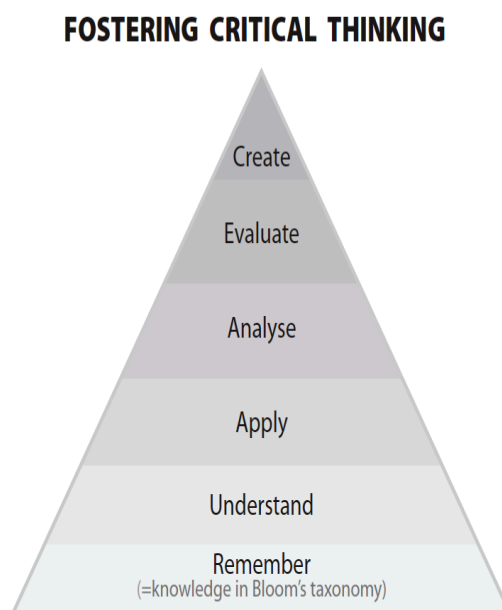 FOSTERING CRITICAL THINKING
Create
Evaluate
Analyse
Apply
Understand
Remember
(=knowledge in Bloom's taxonomy)